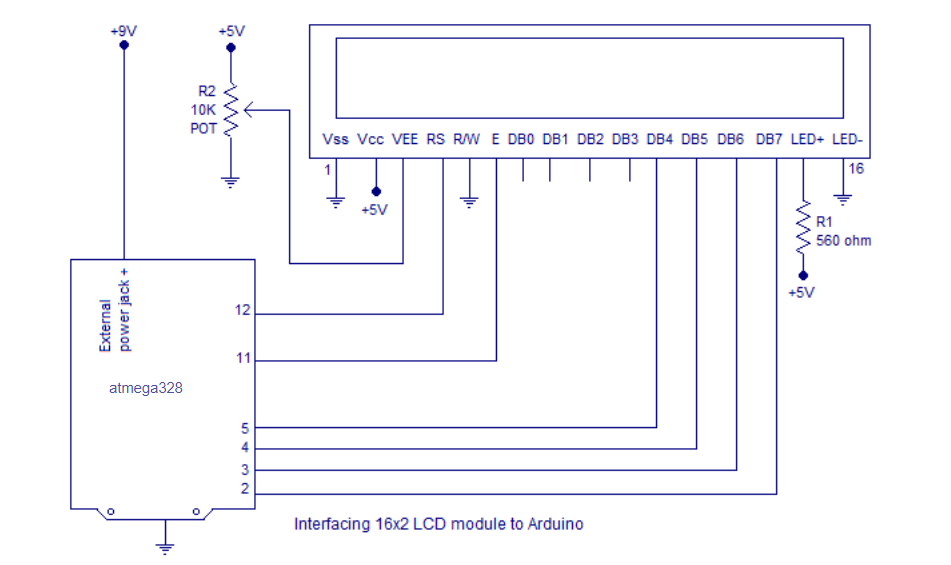 +9V
+5V
R2
10K
POT
Vss Vcc VEE RS R/W E DB0 DB1 DB2 DB3 DB4 DB5 DB6 DB7 LED+ LED-
1
16
+5V
R1
560 ohm
+5V
External
power jack +
12
11
atmega328
5
4
3
2
Interfacing 16x2 LCD module to Arduino